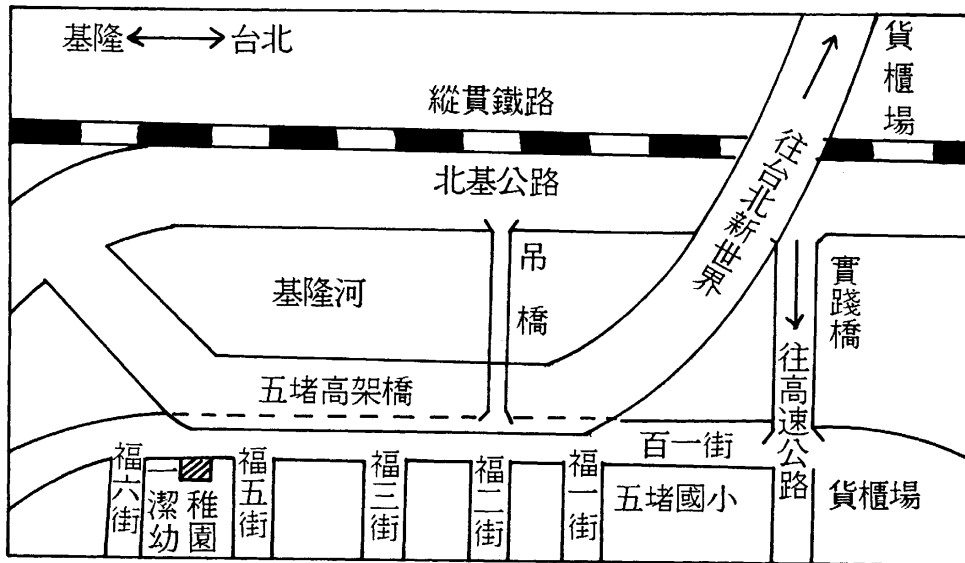 基隆 ⟷ 台北
貨櫃場
縱貫鐵路
往台北新世界
北基公路
吊橋
實踐橋
基隆河
往高速公路
五堵高架橋
百一街
福六街
一潔幼
稚園
福五街
福三街
福二街
福一街
五堵國小
貨櫃場